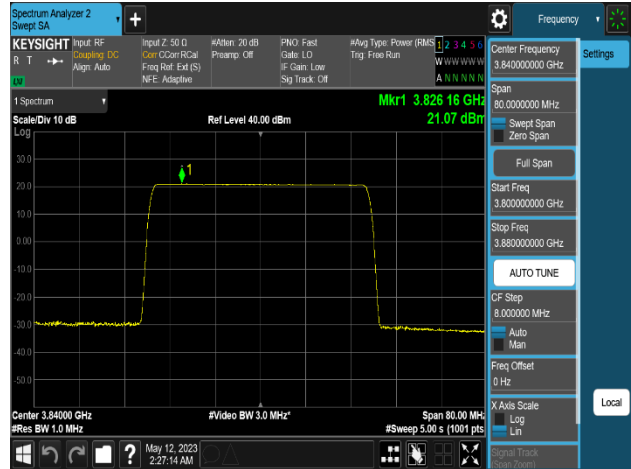 Spectrum Analyzer 2
Swept SA
Frequency
KEYSIGHT
R T
LW
Input: RF
Coupling: DC
Align: Auto
Input Z: 50 Ω
Corr CCorr RCal
Freq Ref: Ext (S)
NFE: Adaptive
#Atten: 20 dB
Preamp: Off
PNO: Fast
Gate: LO
IF Gain: Low
Sig Track: Off
#Avg Type: Power (RMS
Trig: Free Run
1 2 3 4 5 6
W W W W W W
A N N N N N
1 Spectrum
Scale/Div 10 dB
Log
Ref Level 40.00 dBm
Mkr1 3.826 16 GHz
21.07 dBm
1
30.0
20.0
10.0
0.00
-10.0
-20.0
-30.0
-40.0
-50.0
Center 3.84000 GHz
#Res BW 1.0 MHz
#Video BW 3.0 MHz*
Span 80.00 MHz
#Sweep 5.00 s (1001 pts
May 12, 2023
2:27:14 AM
?
Center Frequency
3.840000000 GHz
Span
80.0000000 MHz
Swept Span
Zero Span
Full Span
Start Freq
3.800000000 GHz
Stop Freq
3.880000000 GHz
AUTO TUNE
CF Step
8.000000 MHz
Auto
Man
Freq Offset
0 Hz
X Axis Scale
Log
Lin
Signal Track
(Span Zoom)
Settings
Local